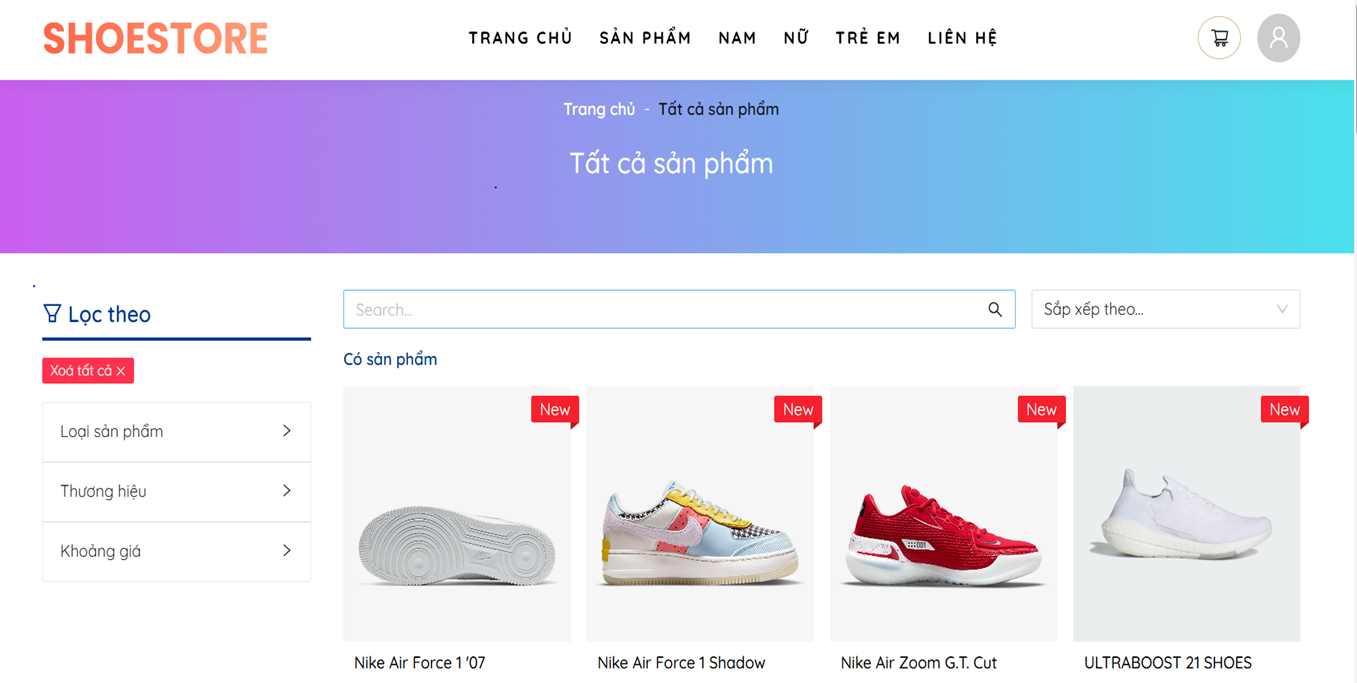 SHOESTORE
TRANG CHỦ SẢN PHẨM NAM NỮ TRẺ EM LIÊN HỆ
Trang chủ - Tất cả sản phẩm
Tất cả sản phẩm
Lọc theo
Xoá tất cả ×
Loại sản phẩm
Thương hiệu
Khoảng giá
Search...
Sắp xếp theo...
Có sản phẩm
New New New New
Nike Air Force 1 '07
Nike Air Force 1 Shadow
Nike Air Zoom G.T. Cut
ULTRABOOST 21 SHOES